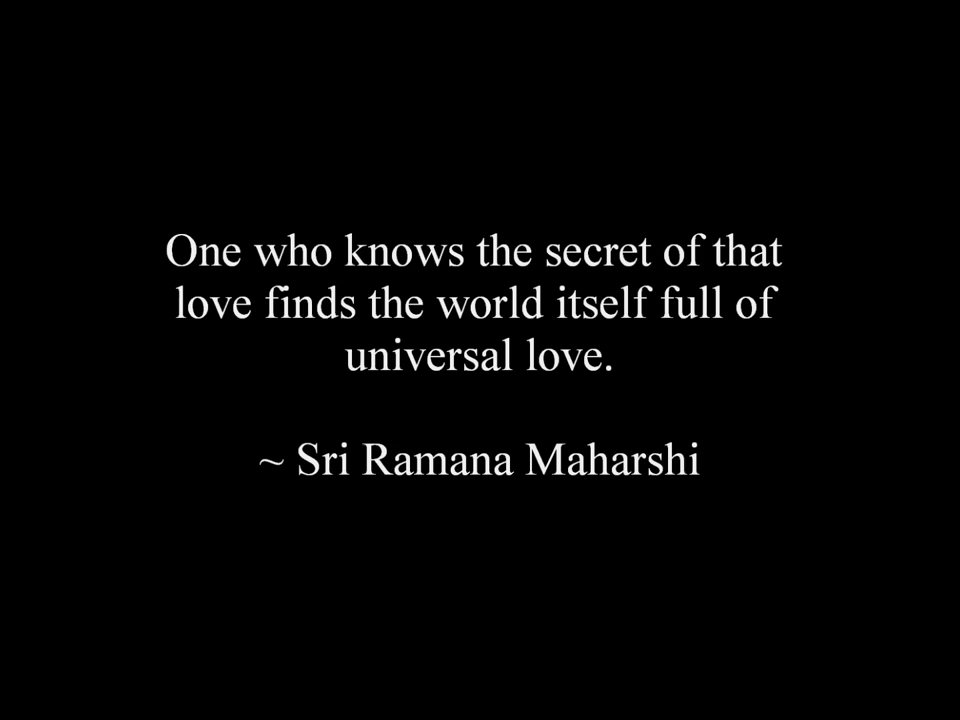 One who knows the secret of that
love finds the world itself full of
universal love.
~ Sri Ramana Maharshi